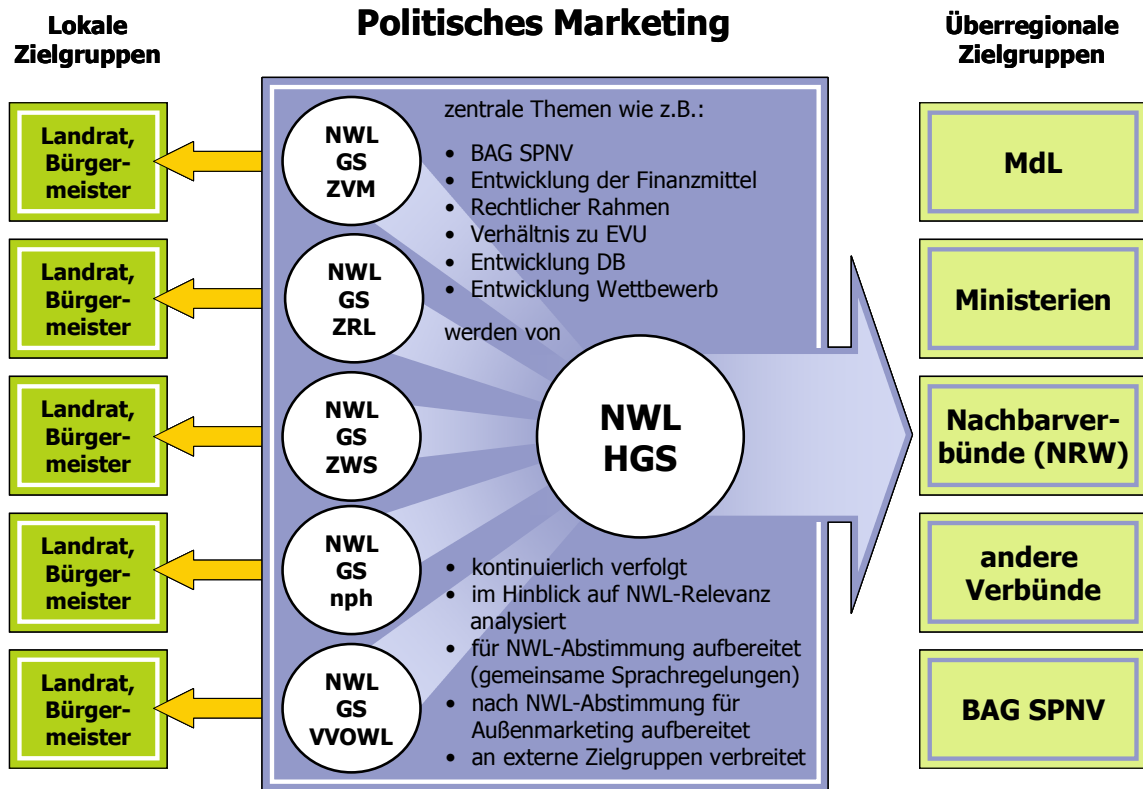 Politisches Marketing
Lokale
Zielgruppen
Landrat,
Bürger-
meister
Landrat,
Bürger-
meister
Landrat,
Bürger-
meister
Landrat,
Bürger-
meister
Landrat,
Bürger-
meister
NWL
GS
ZVM
NWL
GS
ZRL
NWL
GS
ZWS
NWL
GS
nph
NWL
GS
VVOWL
zentrale Themen wie z.B.:
• BAG SPNV
• Entwicklung der Finanzmittel
• Rechtlicher Rahmen
• Verhältnis zu EVU
• Entwicklung DB
• Entwicklung Wettbewerb
werden von
NWL
HGS
• kontinuierlich verfolgt
• im Hinblick auf NWL-Relevanz
analysiert
• für NWL-Abstimmung aufbereitet
(gemeinsame Sprachregelungen)
• nach NWL-Abstimmung für
Außenmarketing aufbereitet
• an externe Zielgruppen verbreitet
Überregionale
Zielgruppen
MdL
Ministerien
Nachbarver-
bünde (NRW)
andere
Verbünde
BAG SPNV